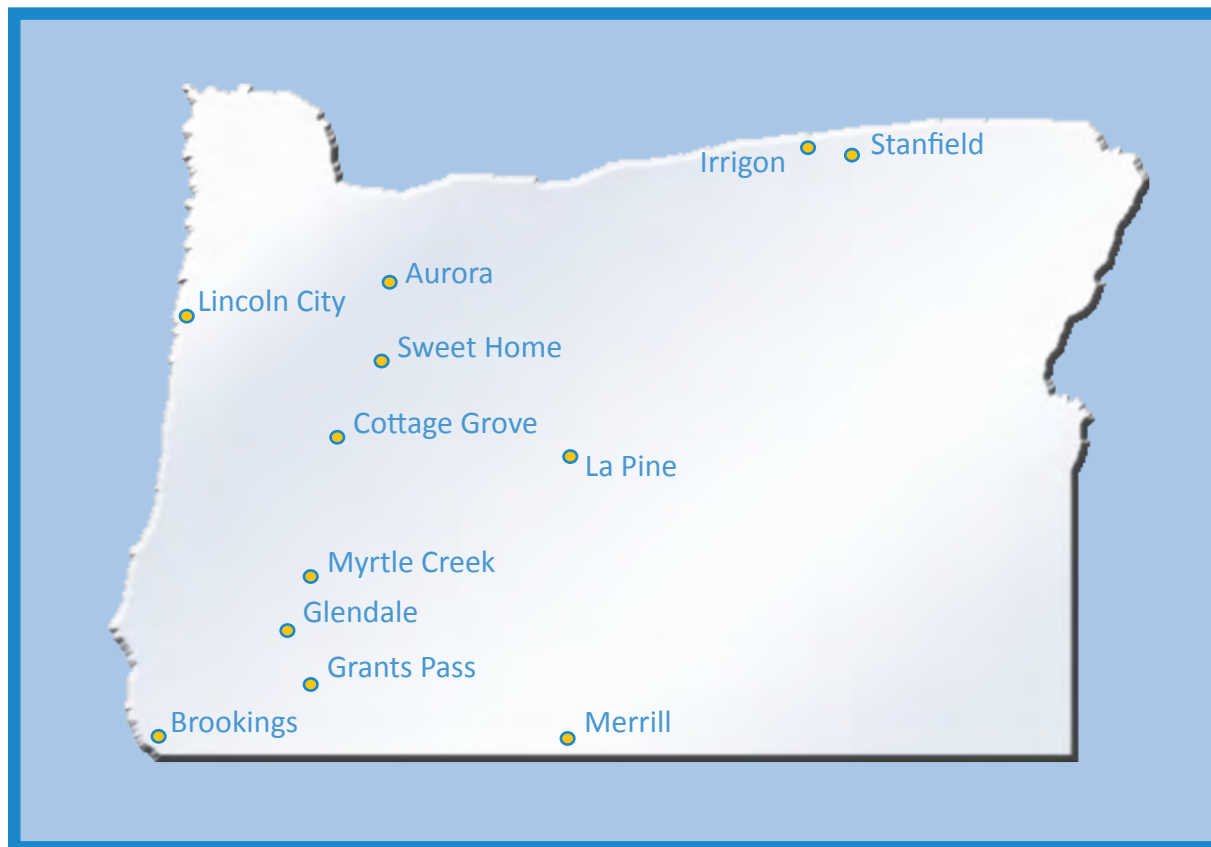 Stanfield
Irrigon
Aurora
Lincoln City
Sweet Home
Cottage Grove
La Pine
Myrtle Creek
Glendale
Grants Pass
Brookings
Merrill